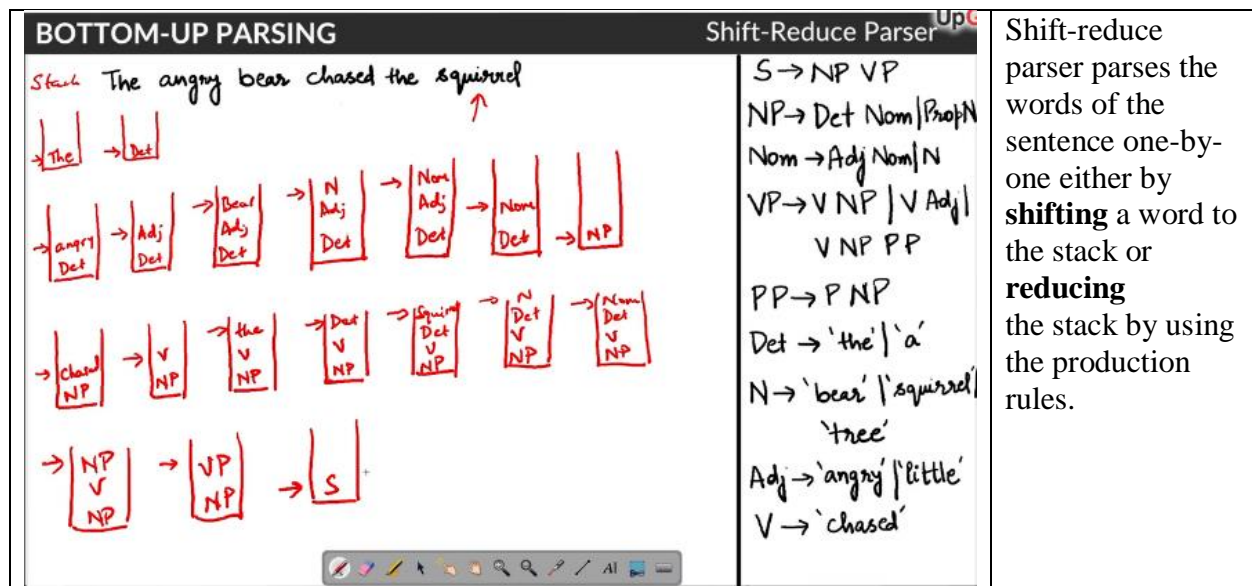 BOTTOM-UP PARSING
Shift-Reduce Parser
UpG
Stack The angry bear chased the squirrel
The
→ Det
→ angry
Det
→ Adj
Det
→ Bear
Adj
Det
→ N
Adj
Det
→ Nom
Adj
Det
→ Nom
Det
→ NP
→ chased
NP
→ V
NP
→ the
V
NP
→ Det
V
NP
→ Squirrel
Det
V
NP
→ N
Det
V
NP
→ Nom
Det
V
NP
→ NP
V
NP
→ VP
NP
→ S
S → NP VP
NP → Det Nom|PropN
Nom → Adj Nom|N
VP → V NP | V Adj|
V NP PP
PP → P NP
Det → 'the' | 'a'
N → 'bear' | 'squirrel' |
'tree'
Adj → 'angry' | 'little'
V → 'chased'
AI
Shift-reduce
parser parses the
words of the
sentence one-by-
one either by
shifting a word to
the stack or
reducing
the stack by using
the production
rules.